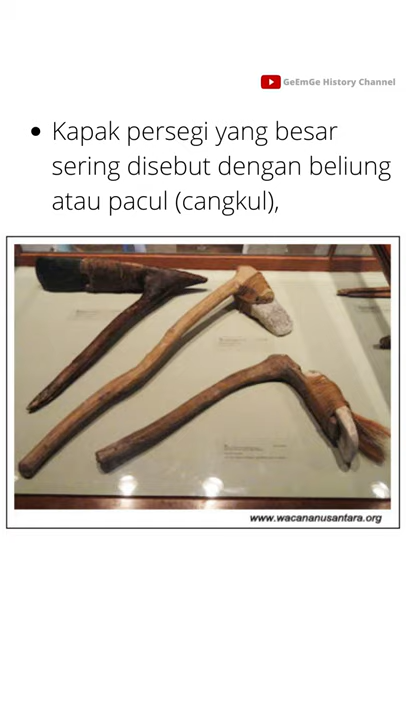 GeEmGe History Channel
• Kapak persegi yang besar
sering disebut dengan beliung
atau pacul (cangkul),
www.wacananusantara.org